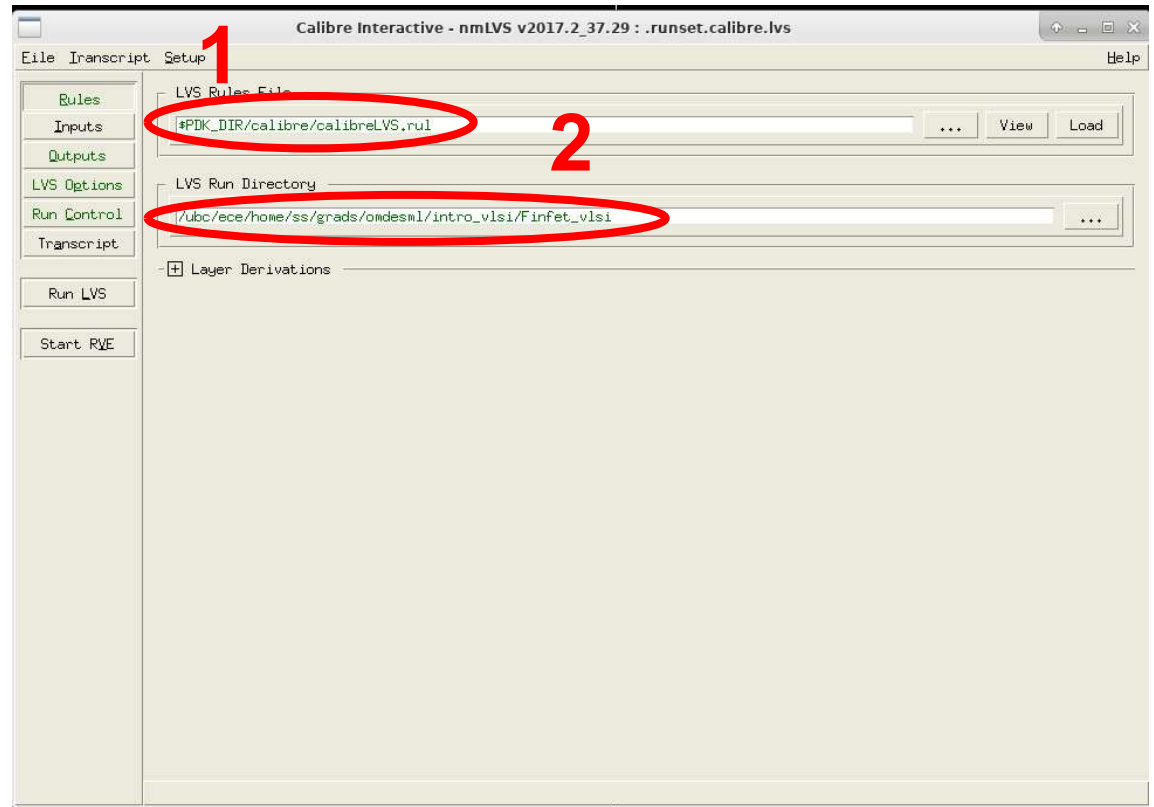 Calibre Interactive - nmLVS v2017.2_37.29 : .runset.calibre.lvs
File Transcript Setup Help
1
Rules
LVS Rules File
Inputs
$PDK_DIR/calibre/calibreLVS.rul
2
... View Load
Outputs
LVS Options
LVS Run Directory
Run Control
/ubc/ece/home/ss/grads/omdesml/intro_vlsi/Finfet_vlsi
...
Transcript
+ Layer Derivations
Run LVS
Start RVE